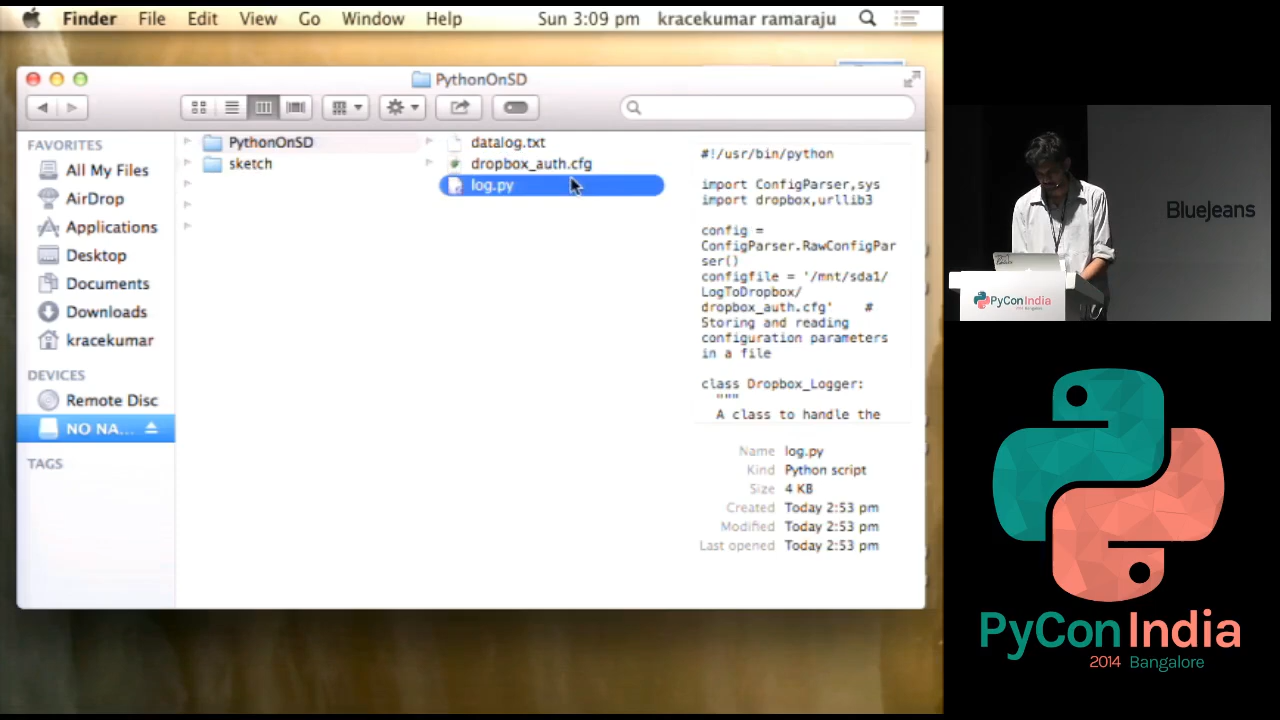 Finder File Edit View Go Window Help Sun 3:09 pm kracekumar ramaraju
PythonOnSD
FAVORITES
All My Files
AirDrop
Applications
Desktop
Documents
Downloads
kracekumar
DEVICES
Remote Disc
NO NA...
TAGS
PythonOnSD
sketch
datalog.txt
dropbox_auth.cfg
log.py
#!/usr/bin/python
import ConfigParser,sys
import dropbox,urllib3
config =
ConfigParser.RawConfigPar
ser()
configfile = '/mnt/sda1/
LogToDropbox/
dropbox_auth.cfg' #
Storing and reading
configuration parameters
in a file
class Dropbox_Logger:
"""
A class to handle the
Name log.py
Kind Python script
Size 4 KB
Created Today 2:53 pm
Modified Today 2:53 pm
Last opened Today 2:53 pm
BlueJeans
PyCon India
2014 Bangalore
PyCon India
2014 Bangalore